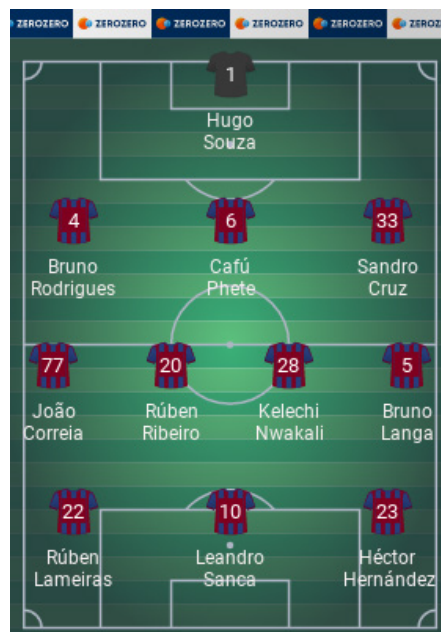 ZEROZERO ZEROZERO ZEROZERO ZEROZERO ZEROZERO ZEROZERO
1
Hugo
Souza
4 6 33
Bruno Cafú Sandro
Rodrigues Phete Cruz
77 20 28 5
João Rúben Kelechi Bruno
Correia Ribeiro Nwakali Langa
22 10 23
Rúben Leandro Héctor
Lameiras Sanca Hernández